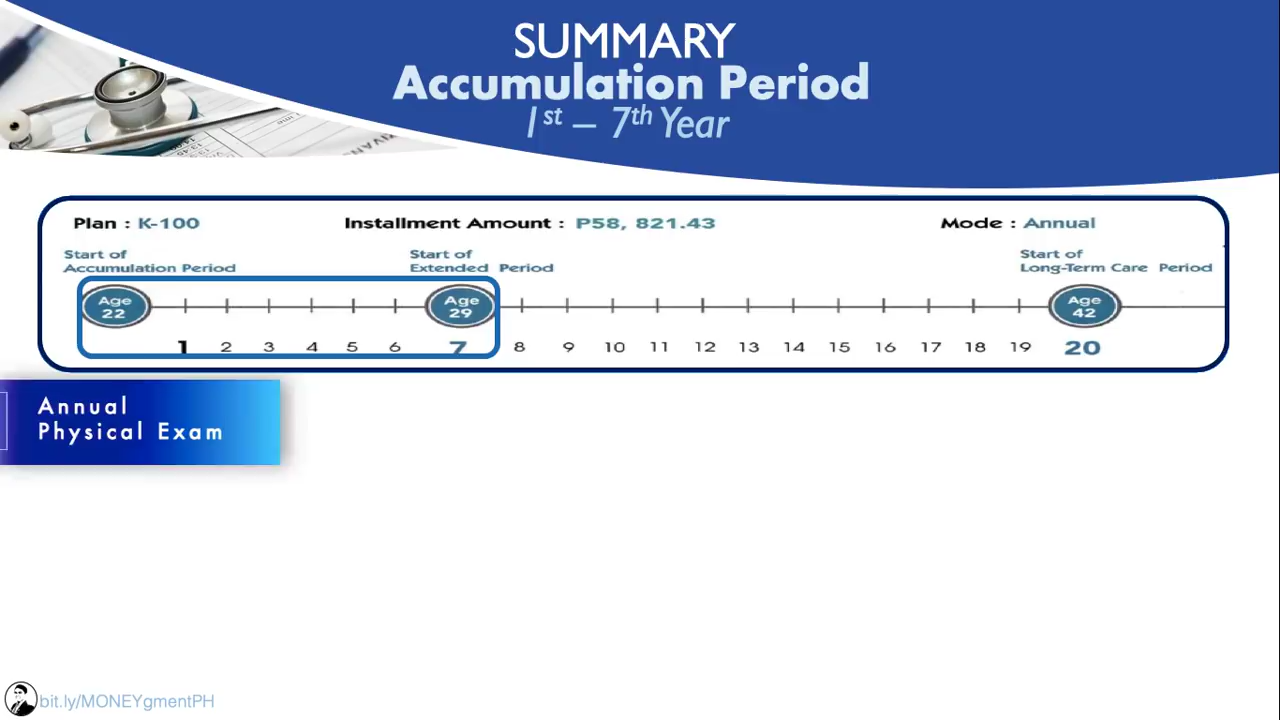 SUMMARY
Accumulation Period
1st – 7th Year
Plan : K-100
Installment Amount : P58, 821.43
Mode : Annual
Start of
Accumulation Period
Start of
Extended Period
Start of
Long-Term Care Period
Age
22
Age
29
Age
42
1 2 3 4 5 6 7 8 9 10 11 12 13 14 15 16 17 18 19 20
Annual
Physical Exam
bit.ly/MONEYgmentPH